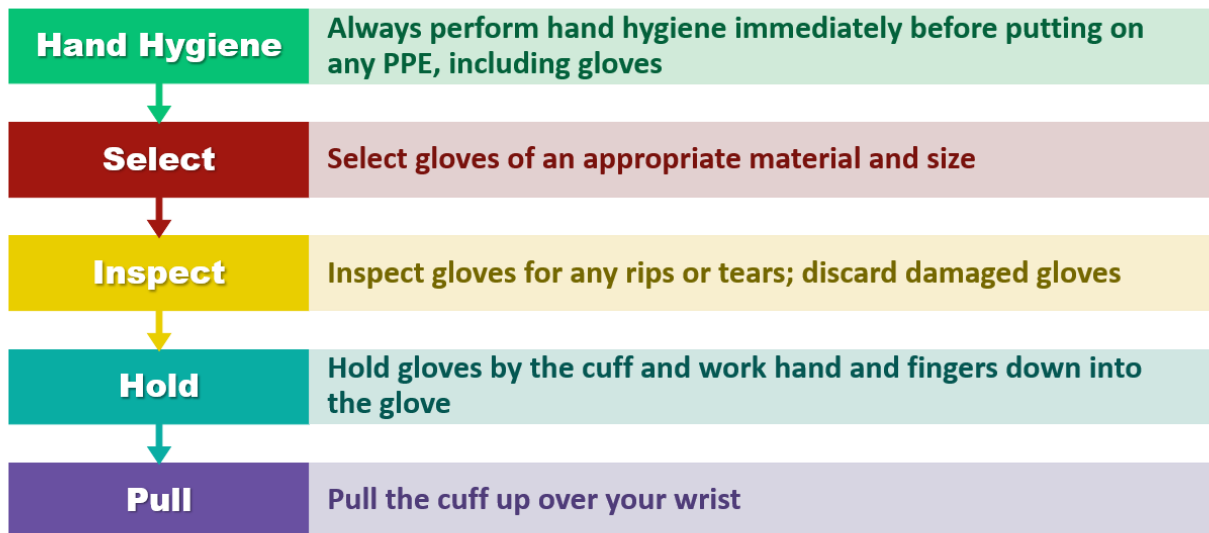 Hand Hygiene
Always perform hand hygiene immediately before putting on
any PPE, including gloves
Select
Select gloves of an appropriate material and size
Inspect
Inspect gloves for any rips or tears; discard damaged gloves
Hold
Hold gloves by the cuff and work hand and fingers down into
the glove
Pull
Pull the cuff up over your wrist